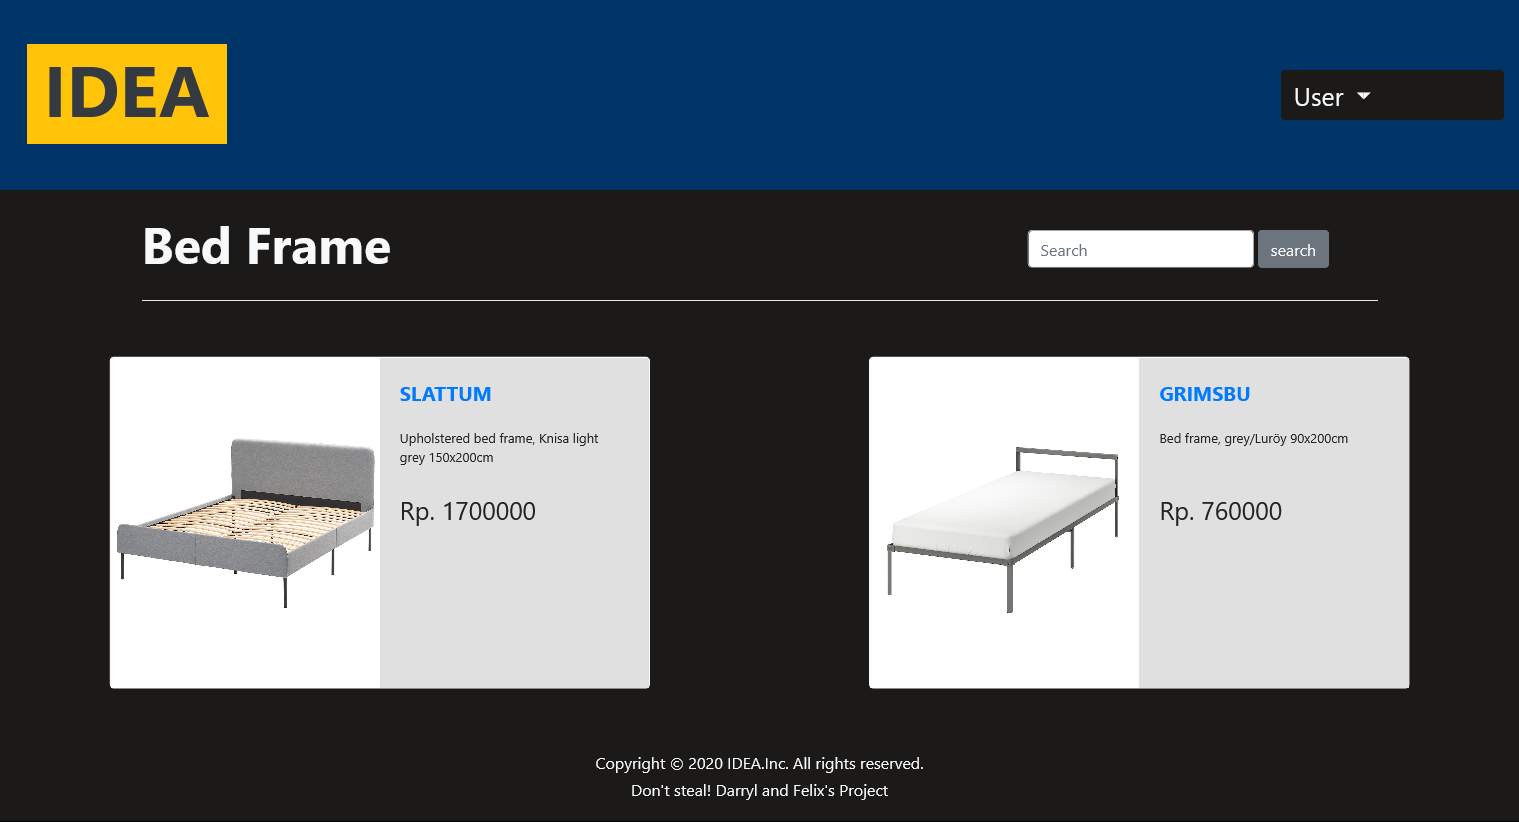 IDEA
User
Bed Frame
Search
search
SLATTUM
Upholstered bed frame, Knisa light
grey 150x200cm
Rp. 1700000
GRIMSBU
Bed frame, grey/Luröy 90x200cm
Rp. 760000
Copyright © 2020 IDEA.Inc. All rights reserved.
Don't steal! Darryl and Felix's Project